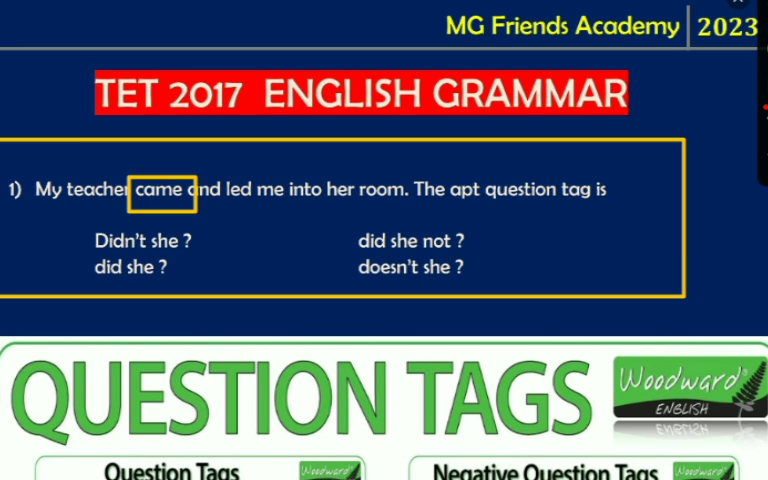 MG Friends Academy 2023
TET 2017 ENGLISH GRAMMAR
1) My teacher came and led me into her room. The apt question tag is
Didn't she ? did she not ?
did she ? doesn't she ?
QUESTION TAGS
Woodward®
ENGLISH
Question Tags Woodward®
Negative Question Tags Woodward®